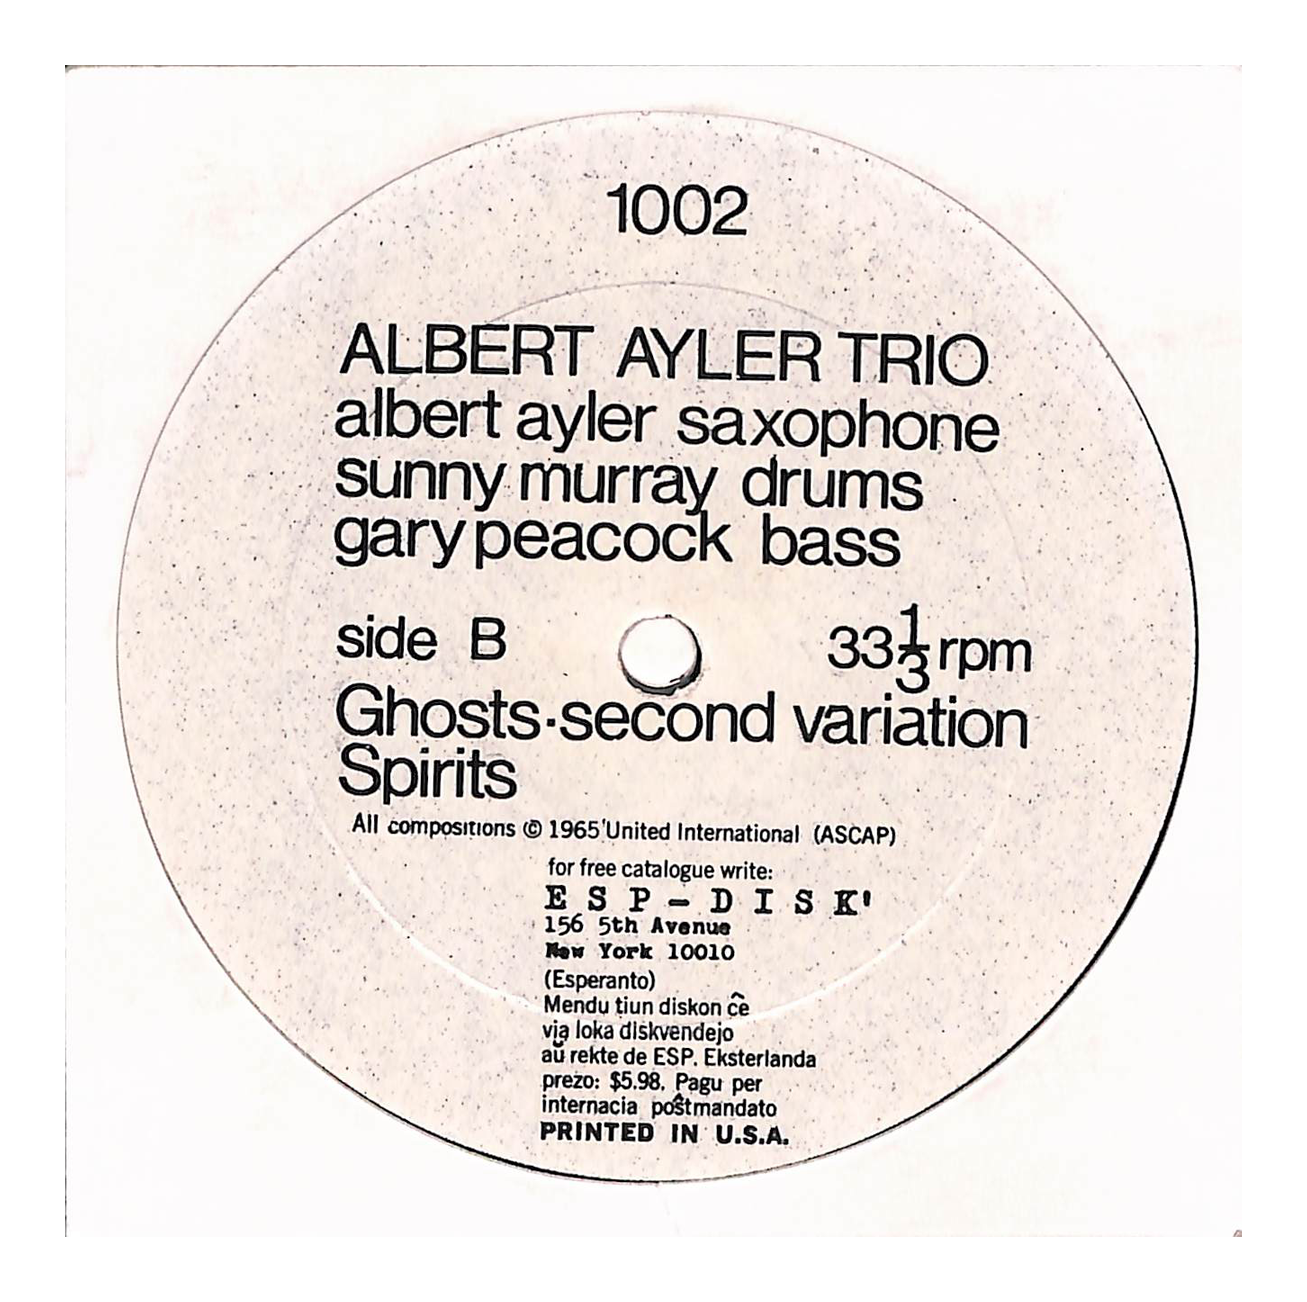 1002
ALBERT AYLER TRIO
albert ayler saxophone
sunny murray drums
gary peacock bass
side B 33 1/3 rpm
Ghosts·second variation
Spirits
All compositions © 1965 United International (ASCAP)
for free catalogue write:
ESP-DISK'
156 5th Avenue
New York 10010
(Esperanto)
Mendu tiun diskon ĉe
via loka diskvendejo
aŭ rekte de ESP. Eksterlanda
prezo: $5.98. Pagu per
internacia poŝtmandato
PRINTED IN U.S.A.